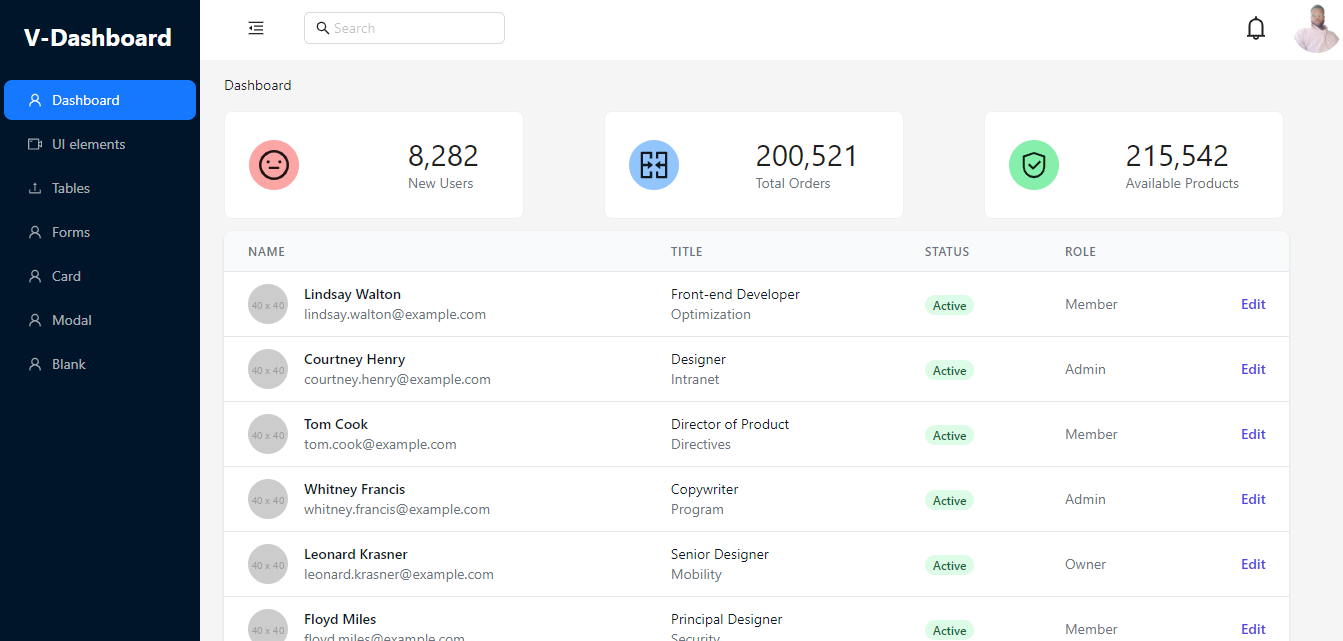 V-Dashboard
Dashboard
UI elements
Tables
Forms
Card
Modal
Blank
Search
Dashboard
8,282
New Users
200,521
Total Orders
215,542
Available Products
NAME TITLE STATUS ROLE
40 x 40 Lindsay Walton Front-end Developer Active Member Edit
lindsay.walton@example.com Optimization
40 x 40 Courtney Henry Designer Active Admin Edit
courtney.henry@example.com Intranet
40 x 40 Tom Cook Director of Product Active Member Edit
tom.cook@example.com Directives
40 x 40 Whitney Francis Copywriter Active Admin Edit
whitney.francis@example.com Program
40 x 40 Leonard Krasner Senior Designer Active Owner Edit
leonard.krasner@example.com Mobility
40 x 40 Floyd Miles Principal Designer Active Member Edit
floyd.miles@example.com Security